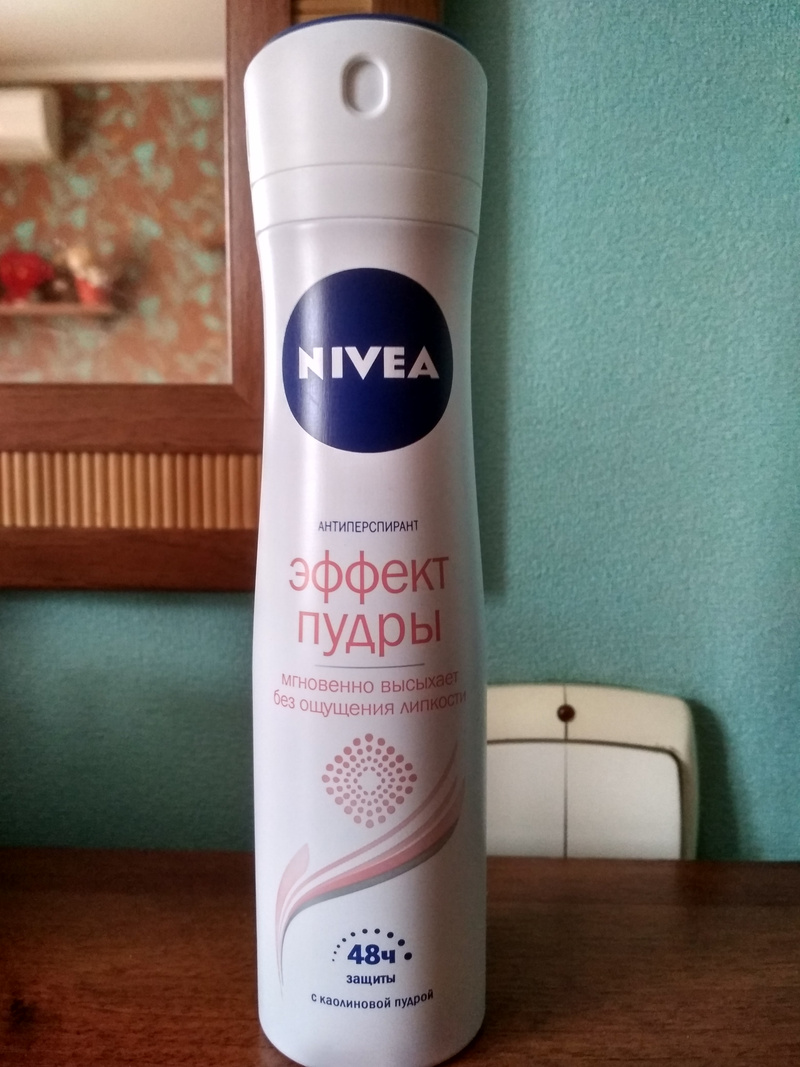 NIVEA
АНТИПЕРСПИРАНТ
эффект
пудры
мгновенно высыхает
без ощущения липкости
48ч
защиты
с каолиновой пудрой